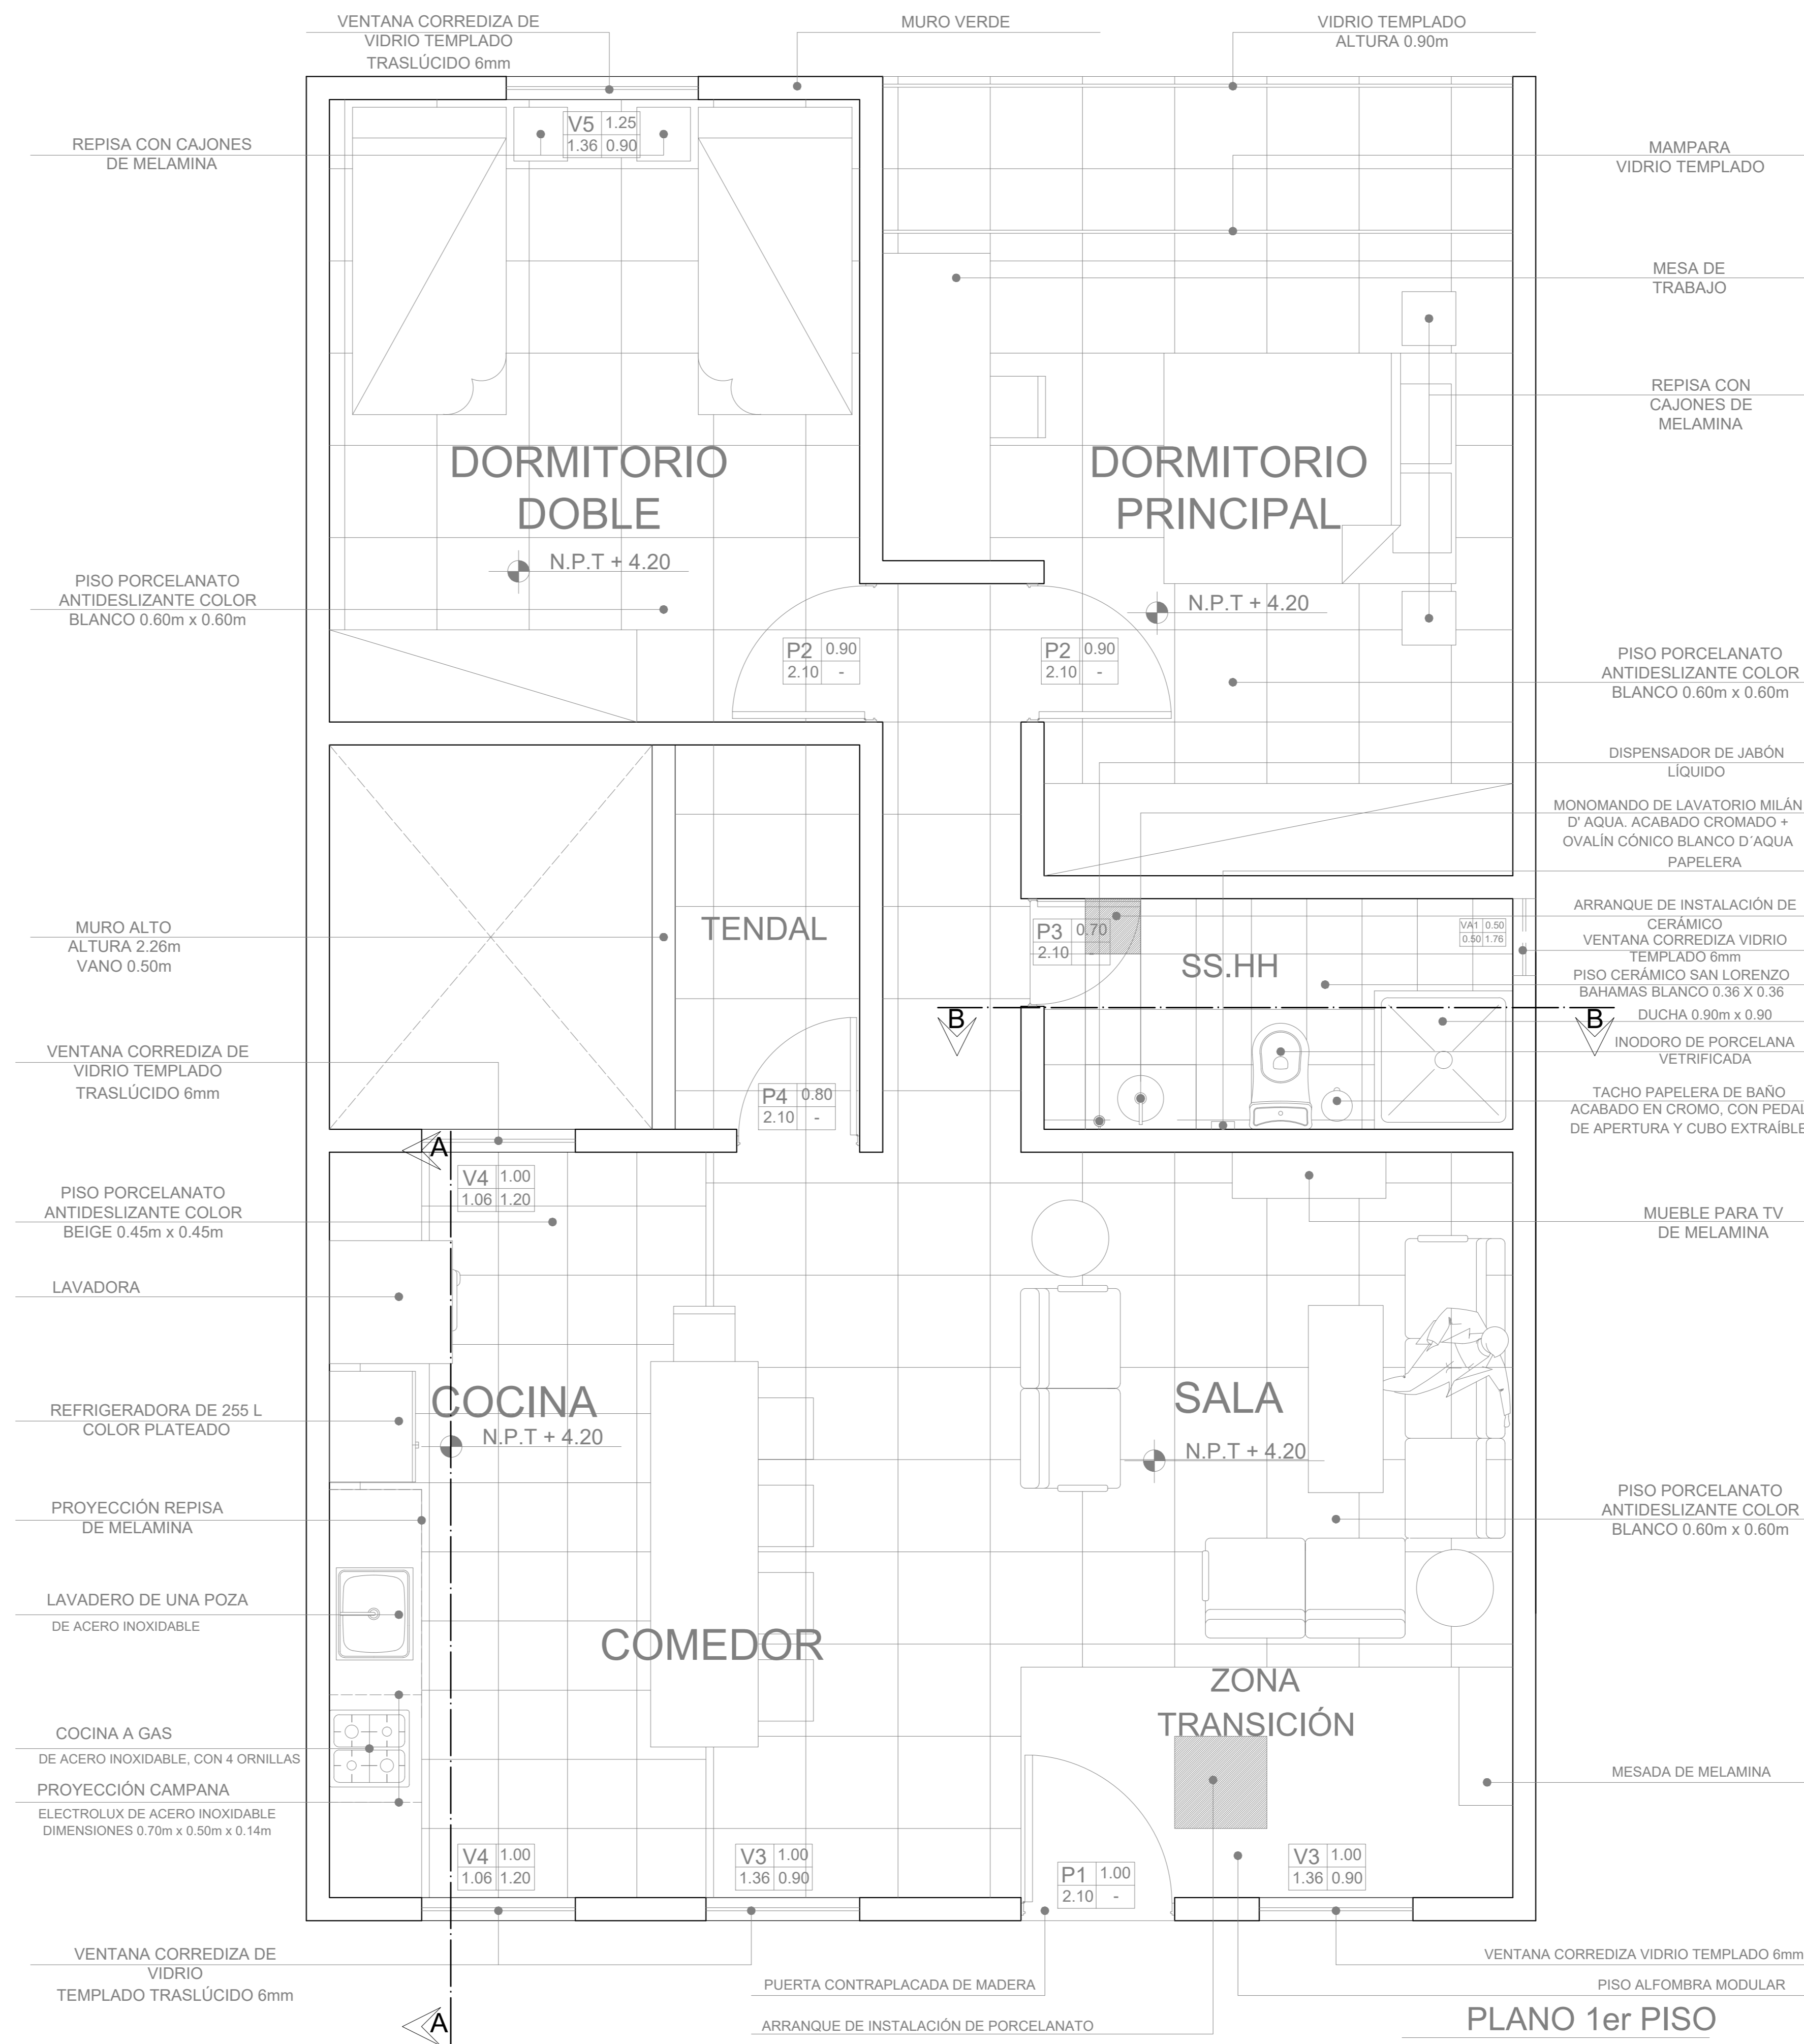 VENTANA CORREDIZA DE
VIDRIO TEMPLADO
TRASLÚCIDO 6mm
MURO VERDE
VIDRIO TEMPLADO
ALTURA 0.90m
REPISA CON CAJONES
DE MELAMINA
V5 1.25
1.36 0.90
MAMPARA
VIDRIO TEMPLADO
MESA DE
TRABAJO
REPISA CON
CAJONES DE
MELAMINA
DORMITORIO
DOBLE
N.P.T + 4.20
DORMITORIO
PRINCIPAL
N.P.T + 4.20
PISO PORCELANATO
ANTIDESLIZANTE COLOR
BLANCO 0.60m x 0.60m
P2 0.90
2.10 -
P2 0.90
2.10 -
PISO PORCELANATO
ANTIDESLIZANTE COLOR
BLANCO 0.60m x 0.60m
DISPENSADOR DE JABÓN
LÍQUIDO
MONOMANDO DE LAVATORIO MILÁN
D' AQUA. ACABADO CROMADO +
OVALÍN CÓNICO BLANCO D´AQUA
PAPELERA
MURO ALTO
ALTURA 2.26m
VANO 0.50m
TENDAL
P3 0.70
2.10 -
SS.HH
VA1 0.50
0.50 1.76
ARRANQUE DE INSTALACIÓN DE
CERÁMICO
VENTANA CORREDIZA VIDRIO
TEMPLADO 6mm
PISO CERÁMICO SAN LORENZO
BAHAMAS BLANCO 0.36 X 0.36
B
B
DUCHA 0.90m x 0.90
INODORO DE PORCELANA
VETRIFICADA
TACHO PAPELERA DE BAÑO
ACABADO EN CROMO, CON PEDAL
DE APERTURA Y CUBO EXTRAÍBLE
VENTANA CORREDIZA DE
VIDRIO TEMPLADO
TRASLÚCIDO 6mm
P4 0.80
2.10 -
A
V4 1.00
1.06 1.20
PISO PORCELANATO
ANTIDESLIZANTE COLOR
BEIGE 0.45m x 0.45m
MUEBLE PARA TV
DE MELAMINA
LAVADORA
REFRIGERADORA DE 255 L
COLOR PLATEADO
COCINA
N.P.T + 4.20
SALA
N.P.T + 4.20
PROYECCIÓN REPISA
DE MELAMINA
PISO PORCELANATO
ANTIDESLIZANTE COLOR
BLANCO 0.60m x 0.60m
LAVADERO DE UNA POZA
DE ACERO INOXIDABLE
COMEDOR
ZONA
TRANSICIÓN
COCINA A GAS
DE ACERO INOXIDABLE, CON 4 ORNILLAS
PROYECCIÓN CAMPANA
ELECTROLUX DE ACERO INOXIDABLE
DIMENSIONES 0.70m x 0.50m x 0.14m
MESADA DE MELAMINA
V4 1.00
1.06 1.20
V3 1.00
1.36 0.90
P1 1.00
2.10 -
V3 1.00
1.36 0.90
VENTANA CORREDIZA DE
VIDRIO
TEMPLADO TRASLÚCIDO 6mm
A
PUERTA CONTRAPLACADA DE MADERA
ARRANQUE DE INSTALACIÓN DE PORCELANATO
VENTANA CORREDIZA VIDRIO TEMPLADO 6mm
PISO ALFOMBRA MODULAR
PLANO 1er PISO